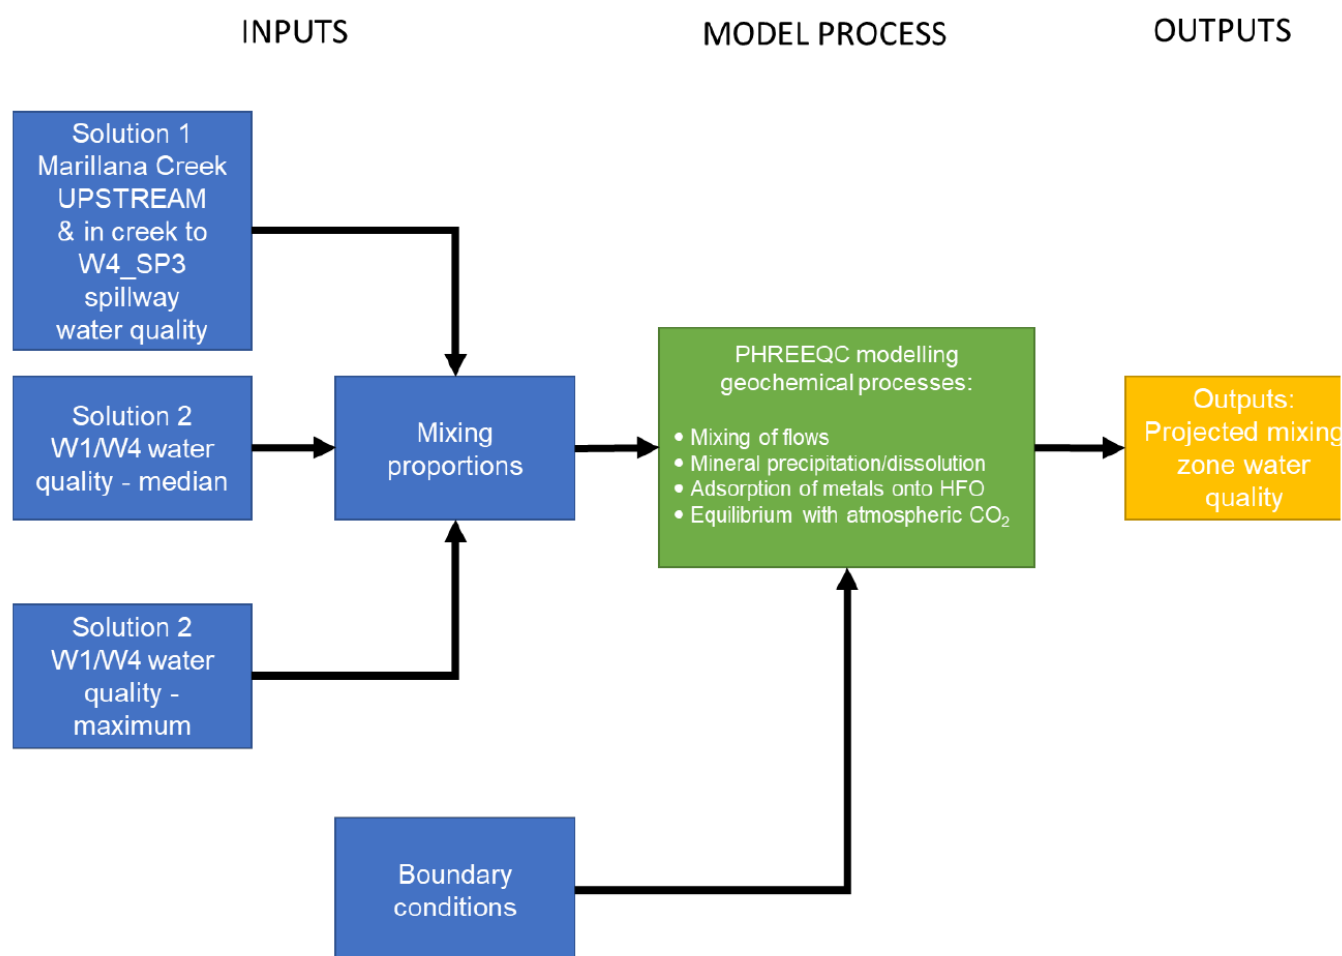 INPUTS
MODEL PROCESS
OUTPUTS
Solution 1
Marillana Creek
UPSTREAM
& in creek to
W4_SP3
spillway
water quality
Solution 2
W1/W4 water
quality - median
Mixing
proportions
PHREEQC modelling
geochemical processes:
• Mixing of flows
• Mineral precipitation/dissolution
• Adsorption of metals onto HFO
• Equilibrium with atmospheric CO₂
Outputs:
Projected mixing
zone water
quality
Solution 2
W1/W4 water
quality -
maximum
Boundary
conditions